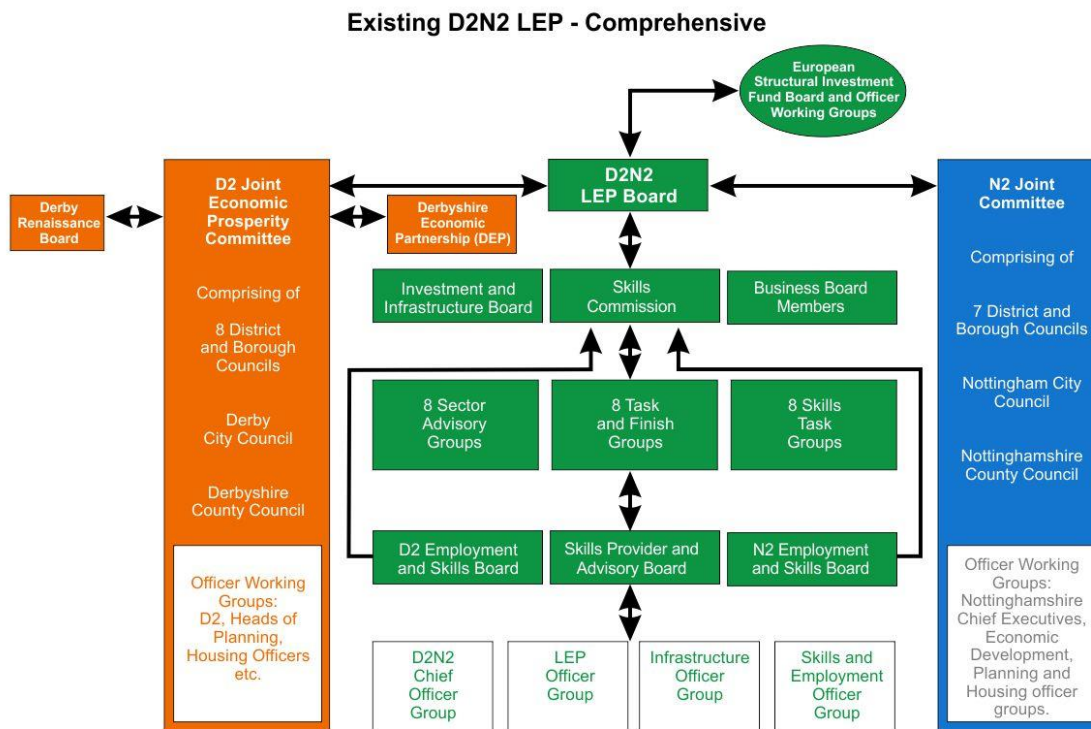 Existing D2N2 LEP - Comprehensive
European
Structural Investment
Fund Board and Officer
Working Groups
D2 Joint
Economic
Prosperity
Committee
D2N2
LEP Board
N2 Joint
Committee
Derby
Renaissance
Board
Derbyshire
Economic
Partnership (DEP)
Comprising of
8 District
and Borough
Councils
Derby
City Council
Derbyshire
County Council
Officer Working
Groups:
D2, Heads of
Planning,
Housing Officers
etc.
Investment and
Infrastructure Board
Skills
Commission
Business Board
Members
8 Sector
Advisory
Groups
8 Task
and Finish
Groups
8 Skills
Task
Groups
D2 Employment
and Skills Board
Skills Provider and
Advisory Board
N2 Employment
and Skills Board
D2N2
Chief
Officer
Group
LEP
Officer
Group
Infrastructure
Officer
Group
Skills and
Employment
Officer
Group
Comprising of
7 District and
Borough Councils
Nottingham City
Council
Nottinghamshire
County Council
Officer Working
Groups:
Nottinghamshire
Chief Executives,
Economic
Development,
Planning and
Housing officer
groups.